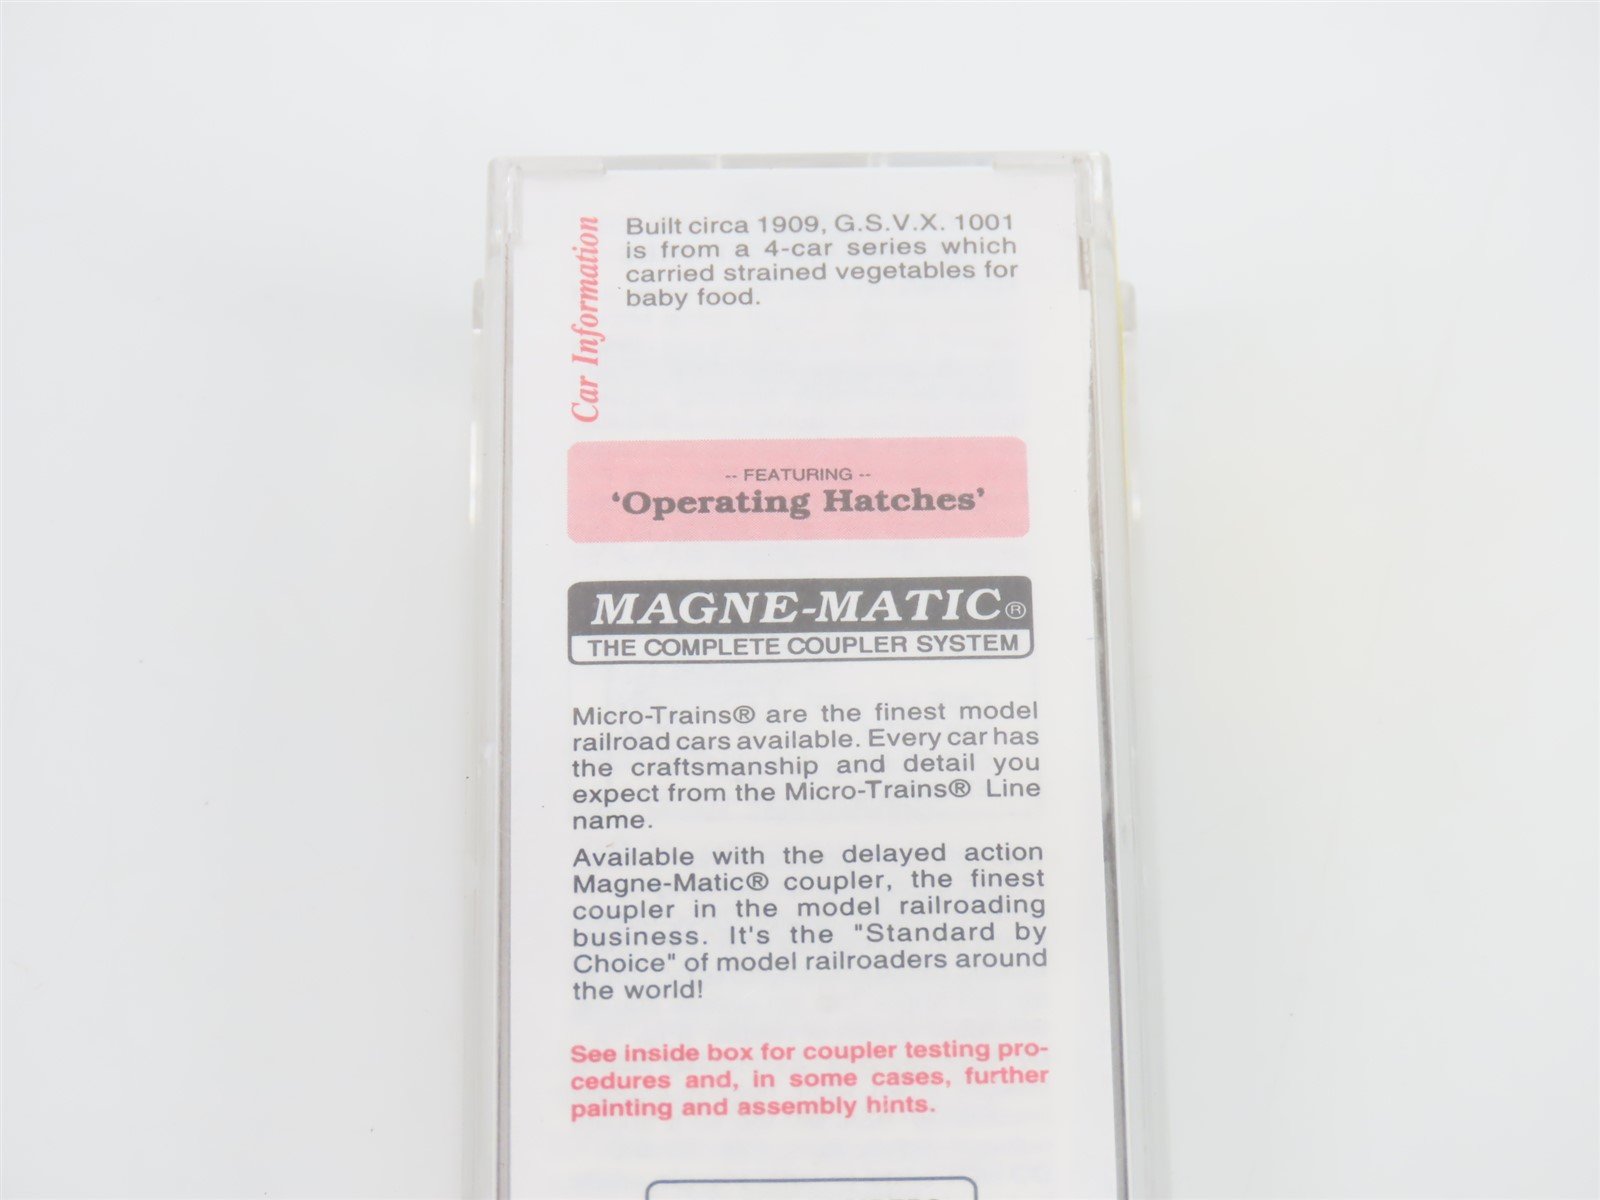 Car Information
Built circa 1909, G.S.V.X. 1001
is from a 4-car series which
carried strained vegetables for
baby food.
-- FEATURING --
‘Operating Hatches’
MAGNE-MATIC®
THE COMPLETE COUPLER SYSTEM
Micro-Trains® are the finest model
railroad cars available. Every car has
the craftsmanship and detail you
expect from the Micro-Trains® Line
name.
Available with the delayed action
Magne-Matic® coupler, the finest
coupler in the model railroading
business. It's the "Standard by
Choice" of model railroaders around
the world!
See inside box for coupler testing pro-
cedures and, in some cases, further
painting and assembly hints.